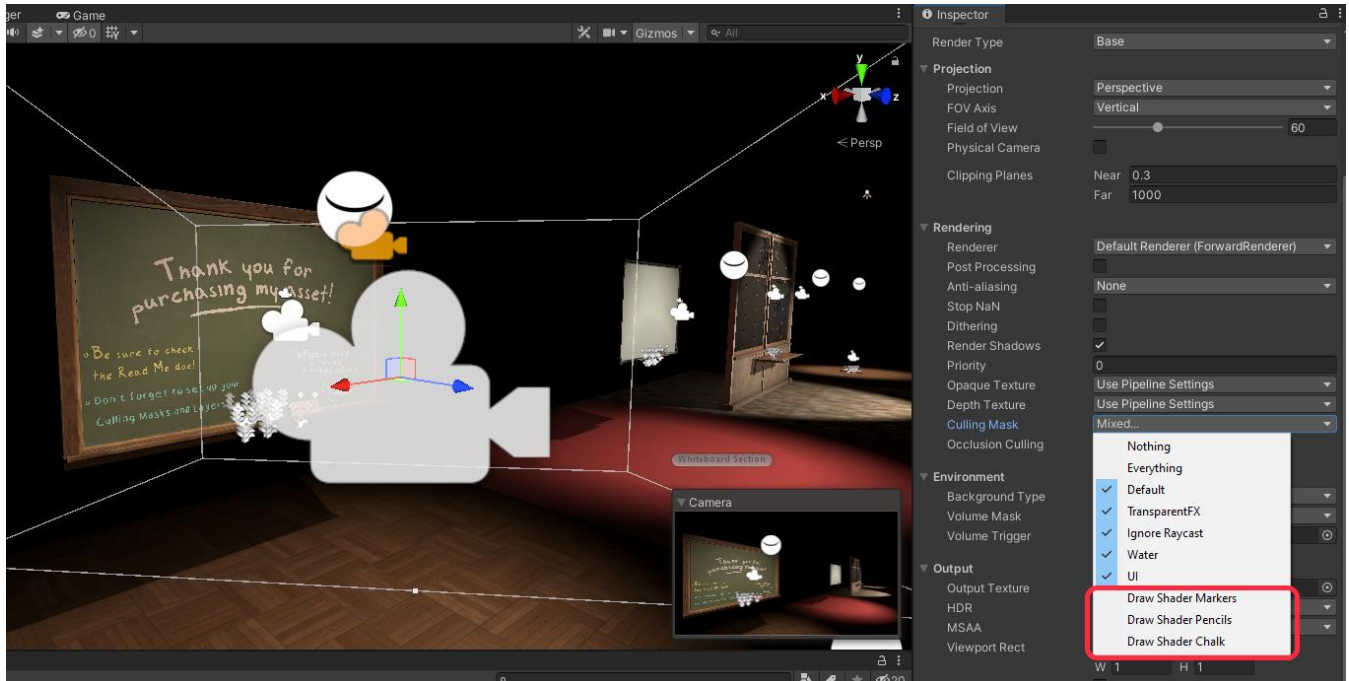 ger
Game
0
Gizmos
All
y
x
z
Persp
Thank you for
purchasing my asset!
Be sure to check
the Read Me doc!
Don't forget to set up your
Culling Masks and Layers
Whiteboard Section
Camera
20
Inspector
Render Type Base
Projection
Projection Perspective
FOV Axis Vertical
Field of View 60
Physical Camera
Clipping Planes Near 0.3
Far 1000
Rendering
Renderer Default Renderer (ForwardRenderer)
Post Processing
Anti-aliasing None
Stop NaN
Dithering
Render Shadows
Priority 0
Opaque Texture Use Pipeline Settings
Depth Texture Use Pipeline Settings
Culling Mask Mixed...
Occlusion Culling
Nothing
Everything
Default
TransparentFX
Ignore Raycast
Water
UI
Draw Shader Markers
Draw Shader Pencils
Draw Shader Chalk
Environment
Background Type
Volume Mask
Volume Trigger
Output
Output Texture
HDR
MSAA
Viewport Rect
W 1 H 1